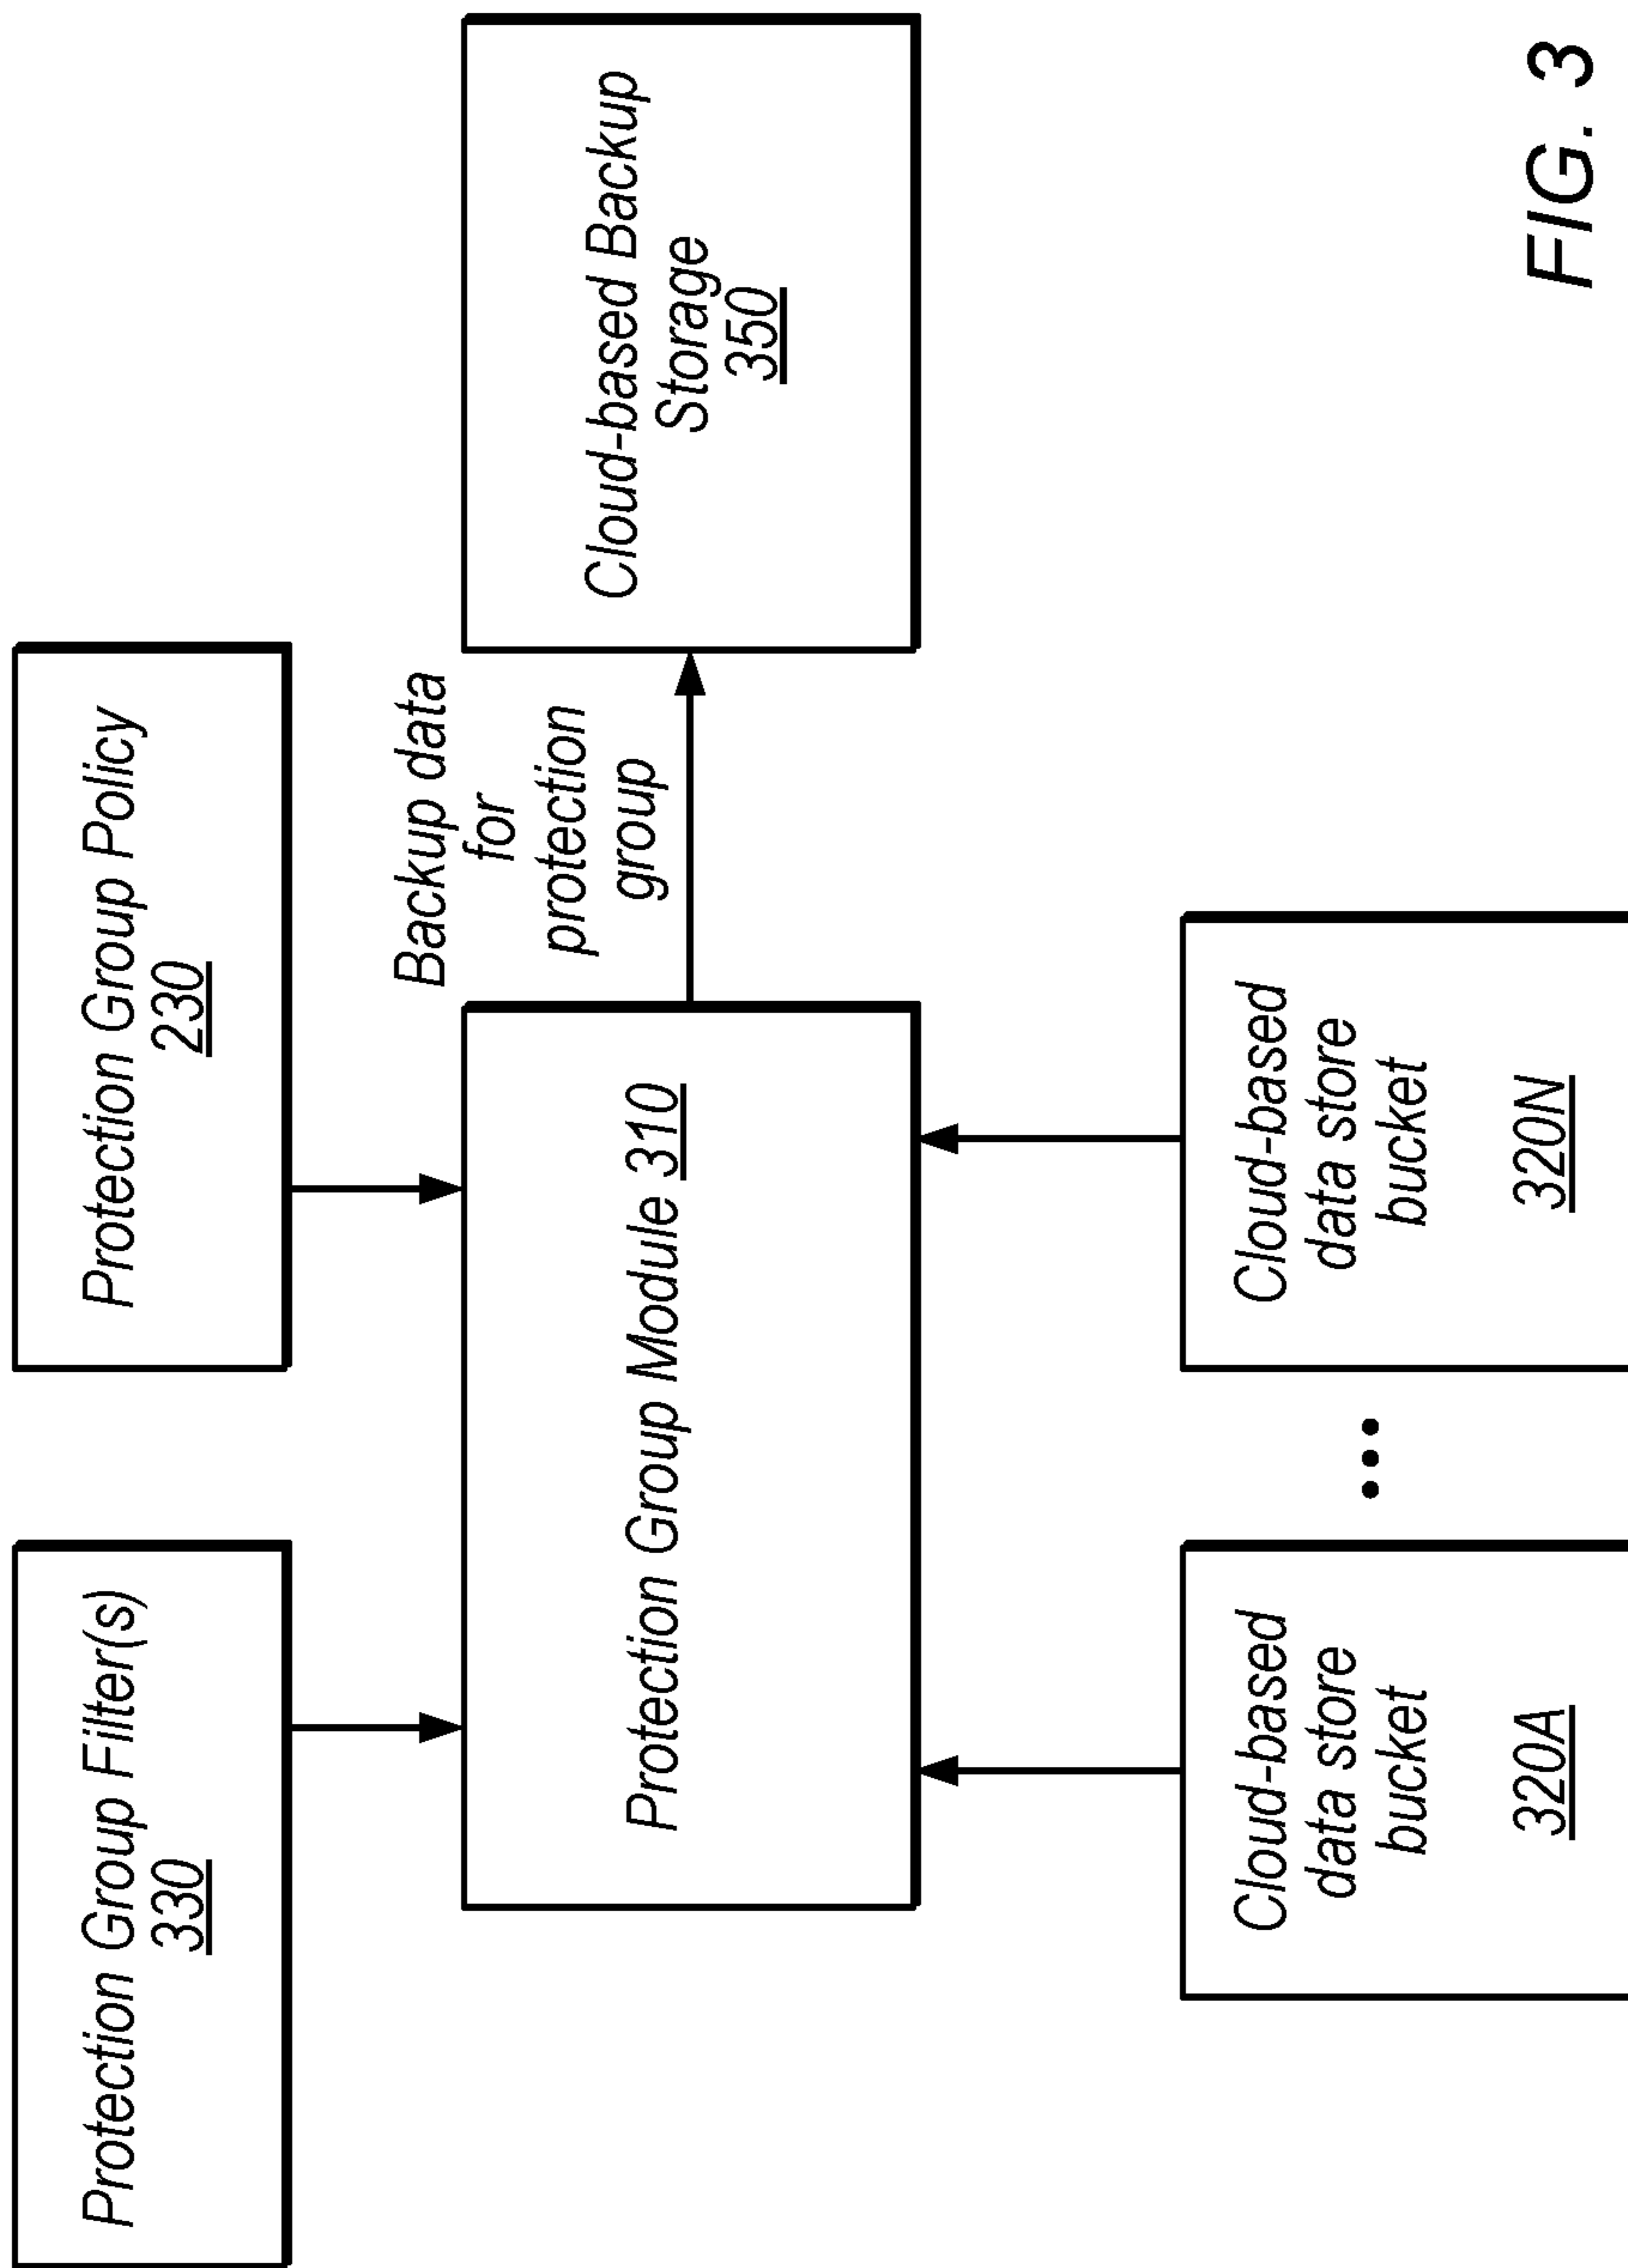 Protection Group Filter(s)
330
Protection Group Policy
230
Protection Group Module 310
Backup data
for
protection
group
Cloud-based Backup
Storage
350
Cloud-based
data store
bucket
320A
...
Cloud-based
data store
bucket
320N
FIG. 3